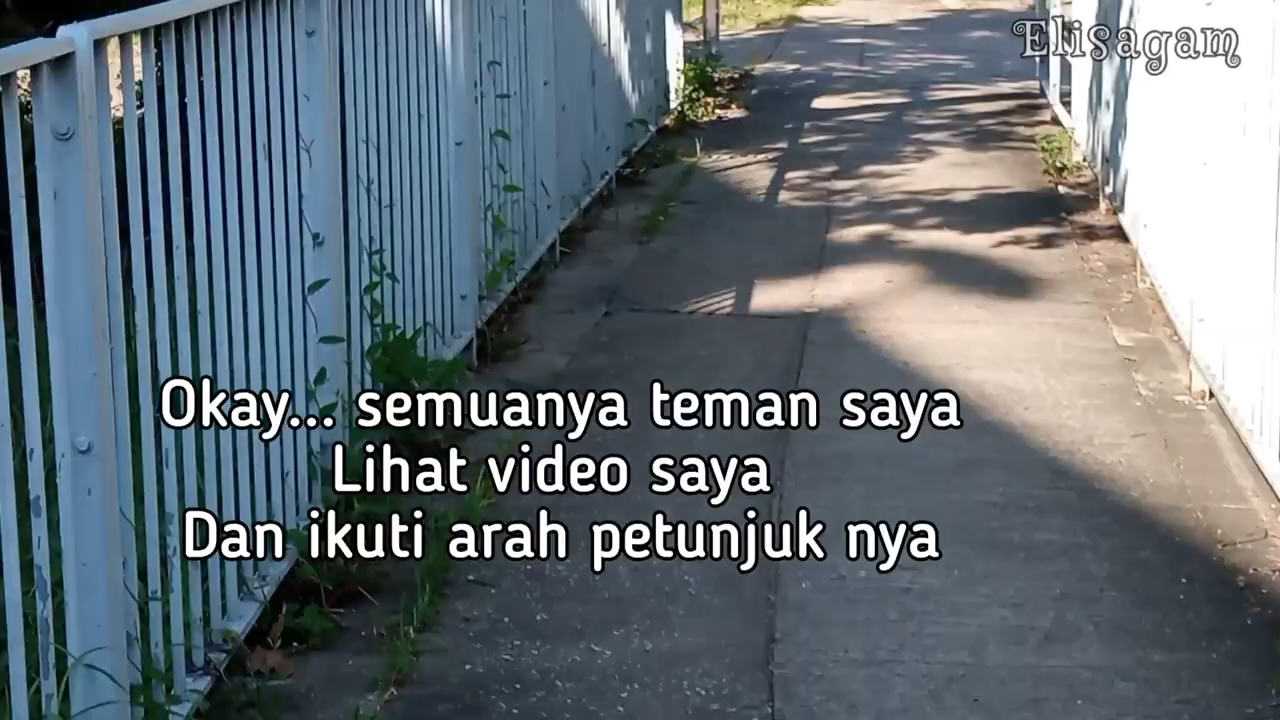 Elisagam
Okay... semuanya teman saya
Lihat video saya
Dan ikuti arah petunjuk nya